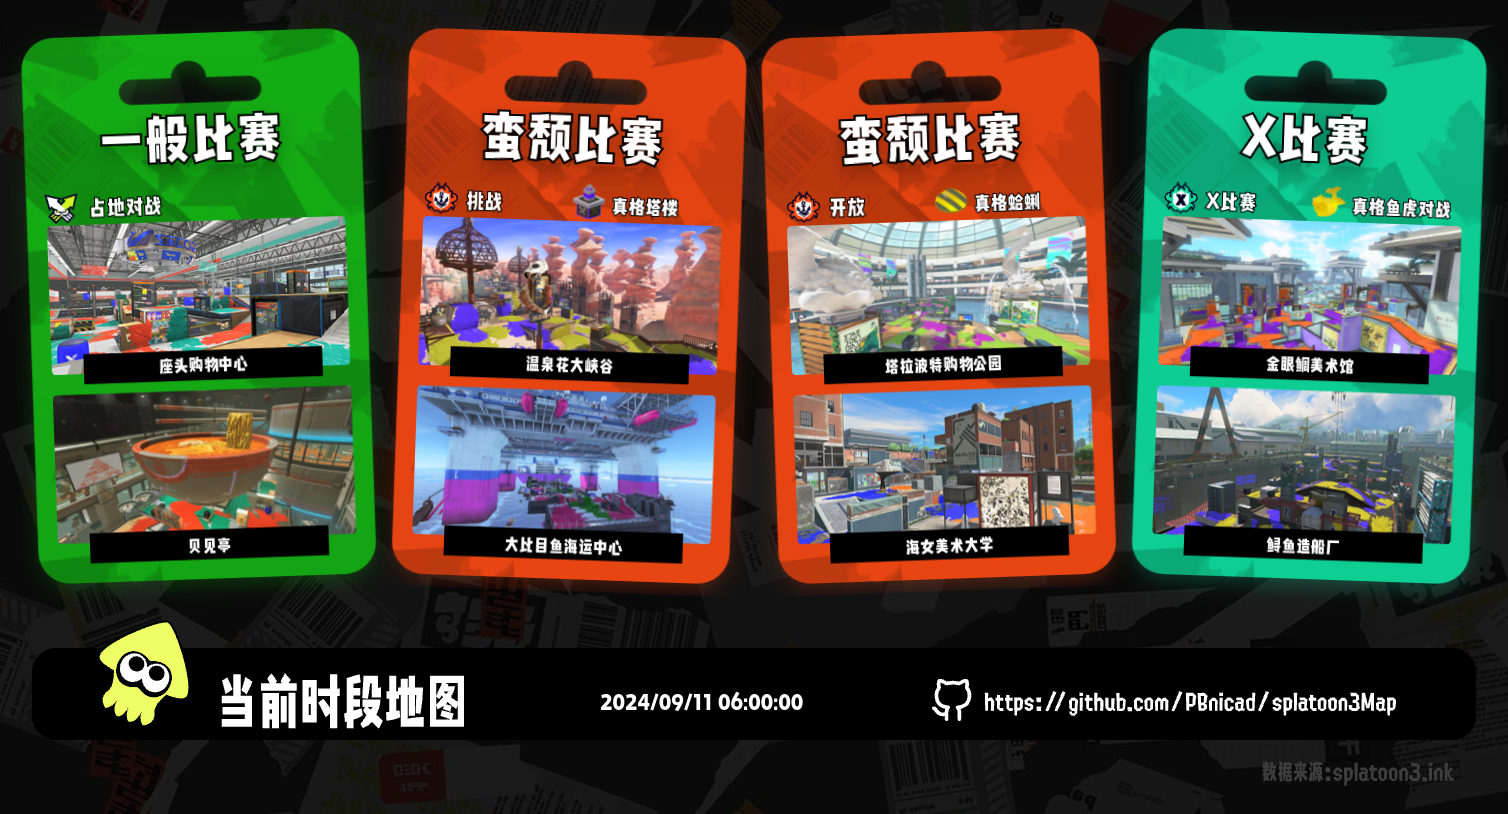 一般比赛
占地对战
座头购物中心
贝见亭
蛮颓比赛
挑战
真格塔楼
温泉花大峡谷
大比目鱼海运中心
蛮颓比赛
开放
真格蛤蜊
塔拉波特购物公园
海女美术大学
X比赛
X比赛
真格鱼虎对战
金眼鲷美术馆
鲟鱼造船厂
当前时段地图
2024/09/11 06:00:00
https://github.com/PBnicad/splatoon3Map
数据来源:splatoon3.ink